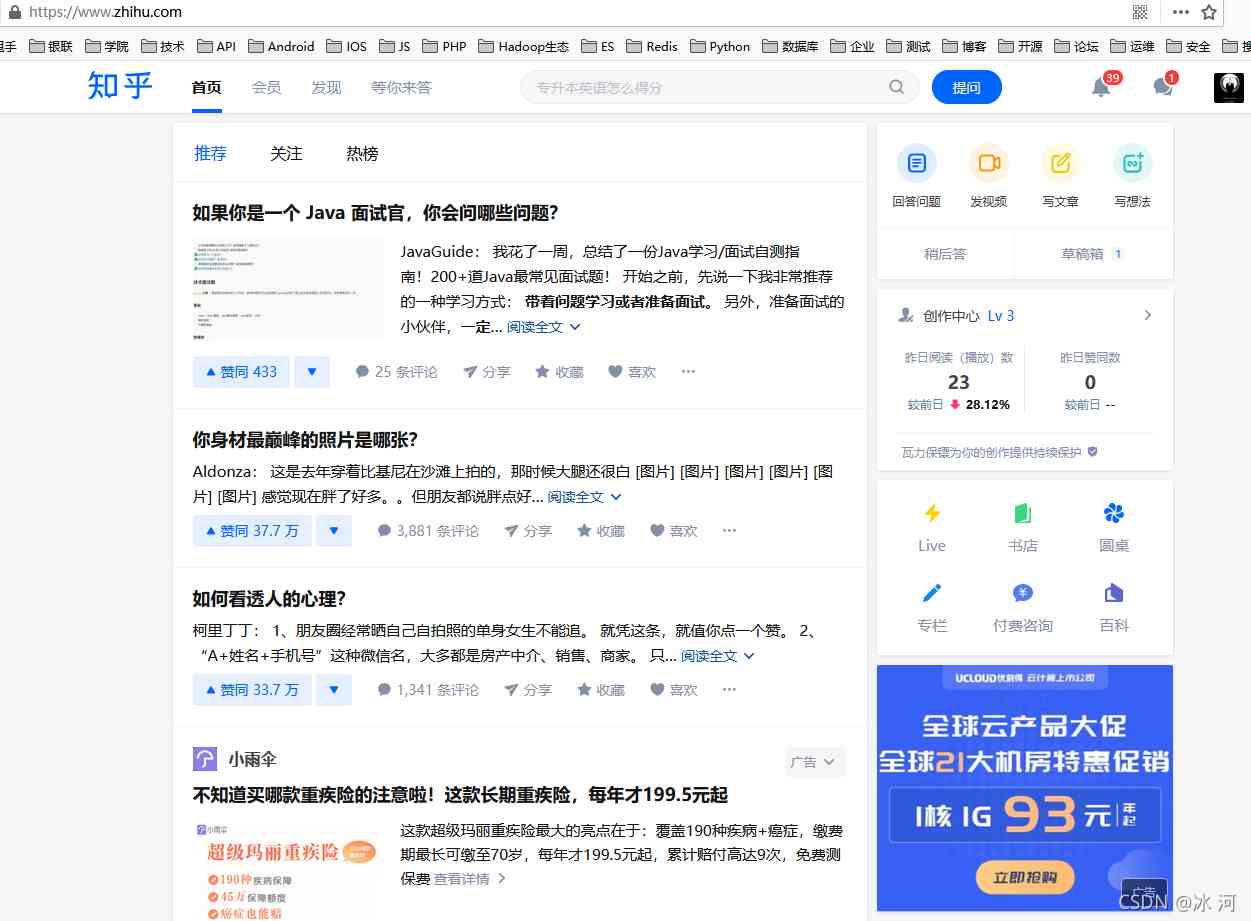 https://www.zhihu.com
银联 学院 技术 API Android IOS JS PHP Hadoop生态 ES Redis Python 数据库 企业 测试 博客 开源 论坛 运维 安全
知乎 首页 会员 发现 等你来答 专升本英语怎么得分 提问 39 1
推荐 关注 热榜
如果你是一个 Java 面试官，你会问哪些问题？
JavaGuide： 我花了一周，总结了一份Java学习/面试自测指
南！200+道Java最常见面试题！ 开始之前，先说一下我非常推荐
的一种学习方式： 带着问题学习或者准备面试。 另外，准备面试的
小伙伴，一定... 阅读全文
赞同 433 25 条评论 分享 收藏 喜欢
你身材最巅峰的照片是哪张？
Aldonza： 这是去年穿着比基尼在沙滩上拍的，那时候大腿还很白 [图片] [图片] [图片] [图片] [图
片] [图片] 感觉现在胖了好多。。但朋友都说胖点好... 阅读全文
赞同 37.7 万 3,881 条评论 分享 收藏 喜欢
如何看透人的心理？
柯里丁丁： 1、朋友圈经常晒自己自拍照的单身女生不能追。 就凭这条，就值你点一个赞。 2、
“A+姓名+手机号”这种微信名，大多都是房产中介、销售、商家。 只... 阅读全文
赞同 33.7 万 1,341 条评论 分享 收藏 喜欢
小雨伞 广告
不知道买哪款重疾险的注意啦！这款长期重疾险，每年才199.5元起
小雨伞
超级玛丽重疾险
190种疾病保障
45万保障额度
癌症也能赔
这款超级玛丽重疾险最大的亮点在于：覆盖190种疾病+癌症，缴费
期最长可缴至70岁，每年才199.5元起，累计赔付高达9次，免费测
保费 查看详情
回答问题 发视频 写文章 写想法
稍后答 草稿箱 1
创作中心 Lv 3
昨日阅读（播放）数 昨日赞同数
23 0
较前日 28.12% 较前日 --
瓦力保镖为你的创作提供持续保护
Live 书店 圆桌
专栏 付费咨询 百科
UCLOUD优刻得 云计算上市公司
全球云产品大促
全球21大机房特惠促销
1核 1G 93元 年起
立即抢购
广告
CSDN @冰 河